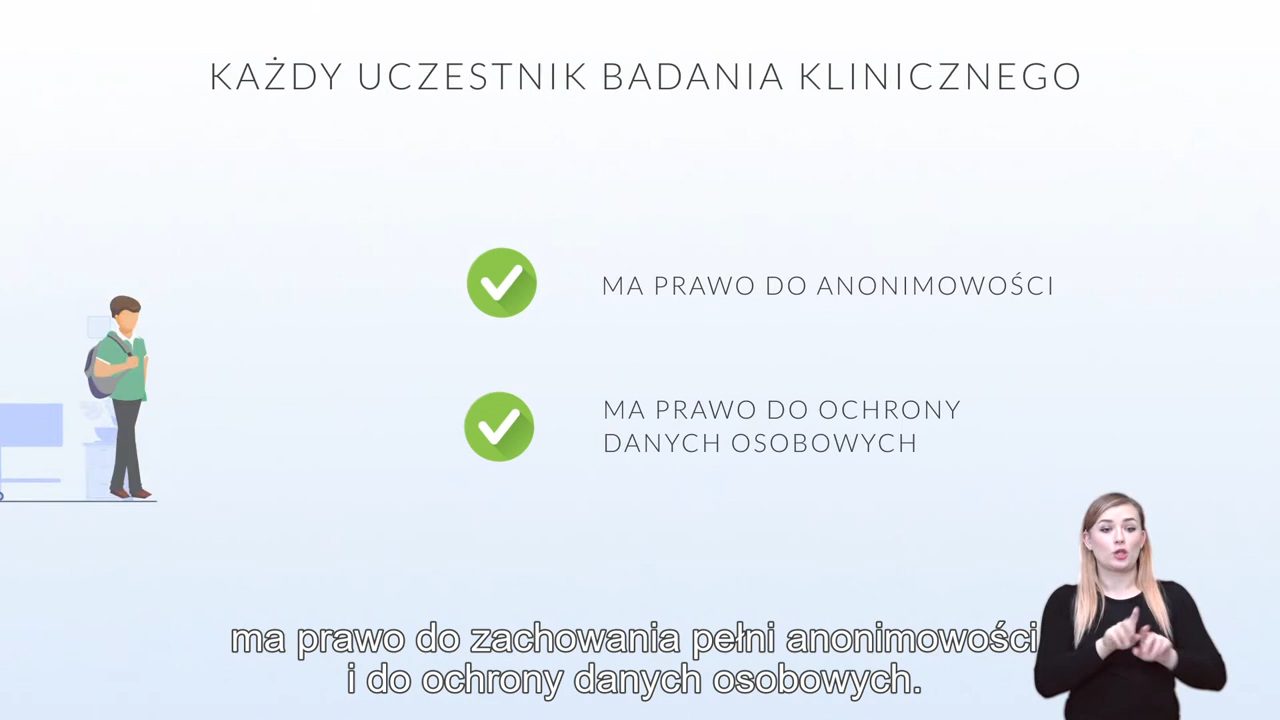 KAŻDY UCZESTNIK BADANIA KLINICZNEGO
MA PRAWO DO ANONIMOWOŚCI
MA PRAWO DO OCHRONY
DANYCH OSOBOWYCH
ma prawo do zachowania pełni anonimowości
i do ochrony danych osobowych.